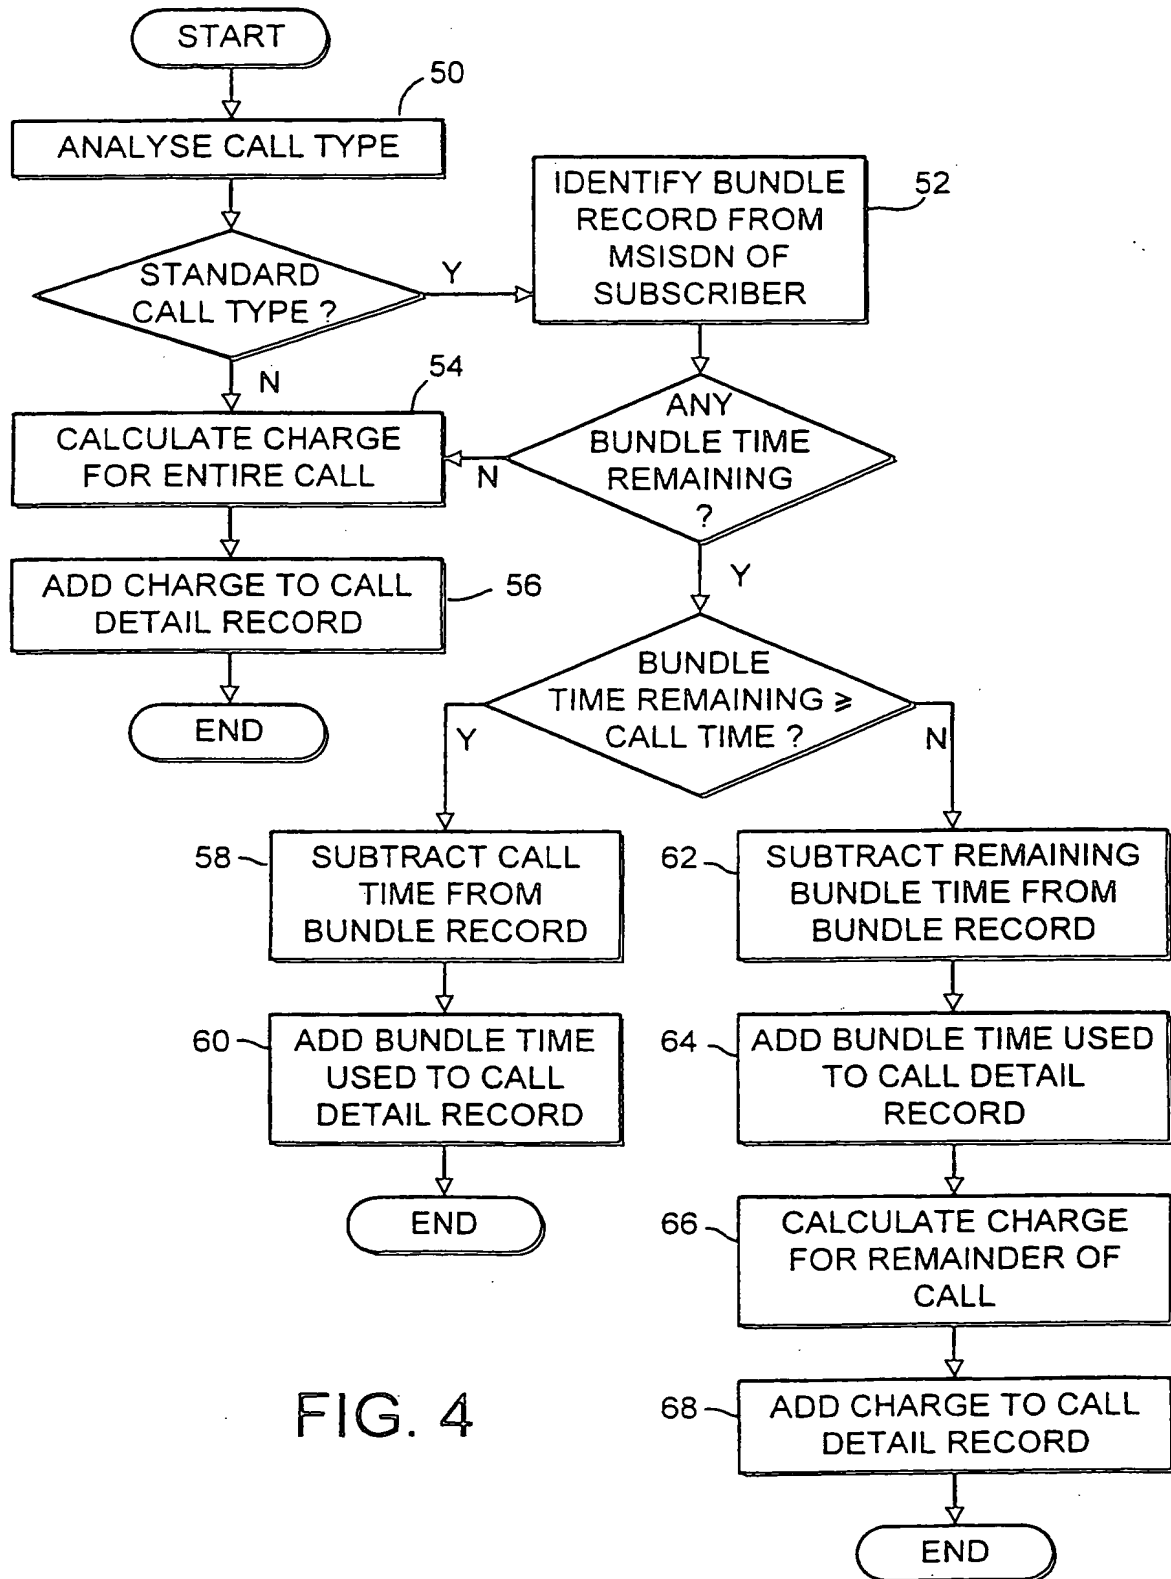 START
50
ANALYSE CALL TYPE
STANDARD
CALL TYPE ?
Y
N
IDENTIFY BUNDLE
RECORD FROM
MSISDN OF
SUBSCRIBER
52
54
CALCULATE CHARGE
FOR ENTIRE CALL
ANY
BUNDLE TIME
REMAINING
?
N
Y
ADD CHARGE TO CALL
DETAIL RECORD
56
END
BUNDLE
TIME REMAINING ⩾
CALL TIME ?
Y
N
58
SUBTRACT CALL
TIME FROM
BUNDLE RECORD
60
ADD BUNDLE TIME
USED TO CALL
DETAIL RECORD
END
62
SUBTRACT REMAINING
BUNDLE TIME FROM
BUNDLE RECORD
64
ADD BUNDLE TIME USED
TO CALL DETAIL
RECORD
66
CALCULATE CHARGE
FOR REMAINDER OF
CALL
68
ADD CHARGE TO CALL
DETAIL RECORD
END
FIG. 4